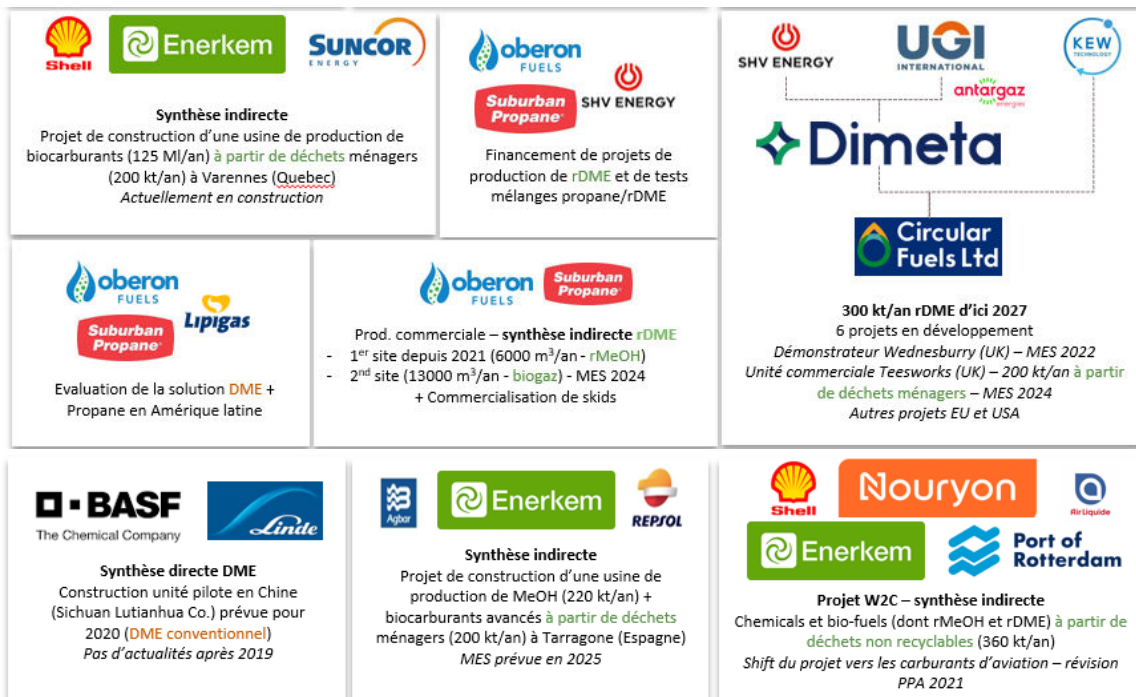 Shell
Enerkem
SUNCOR
ENERGY
Synthèse indirecte
Projet de construction d’une usine de production de
biocarburants (125 Ml/an) à partir de déchets ménagers
(200 kt/an) à Varennes (Quebec)
Actuellement en construction
oberon
FUELS
Suburban
Propane
SHV ENERGY
Financement de projets de
production de rDME et de tests
mélanges propane/rDME
SHV ENERGY
UGI
INTERNATIONAL
antargaz
energies
KEW
TECHNOLOGY
Dimeta
Circular
Fuels Ltd
300 kt/an rDME d’ici 2027
6 projets en développement
Démonstrateur Wednesburry (UK) – MES 2022
Unité commerciale Teesworks (UK) – 200 kt/an à partir
de déchets ménagers – MES 2024
Autres projets EU et USA
oberon
FUELS
Suburban
Propane
Lipigas
Evaluation de la solution DME +
Propane en Amérique latine
oberon
FUELS
Suburban
Propane
Prod. commerciale – synthèse indirecte rDME
- 1er site depuis 2021 (6000 m³/an - rMeOH)
- 2nd site (13000 m³/an - biogaz) - MES 2024
+ Commercialisation de skids
BASF
The Chemical Company
Linde
Synthèse directe DME
Construction unité pilote en Chine
(Sichuan Lutianhua Co.) prévue pour
2020 (DME conventionnel)
Pas d’actualités après 2019
Agbar
Enerkem
REPSOL
Synthèse indirecte
Projet de construction d’une usine de
production de MeOH (220 kt/an) +
biocarburants avancés à partir de déchets
ménagers (200 kt/an) à Tarragone (Espagne)
MES prévue en 2025
Shell
Nouryon
Air Liquide
Enerkem
Port of
Rotterdam
Projet W2C – synthèse indirecte
Chemicals et bio-fuels (dont rMeOH et rDME) à partir de
déchets non recyclables (360 kt/an)
Shift du projet vers les carburants d’aviation – révision
PPA 2021